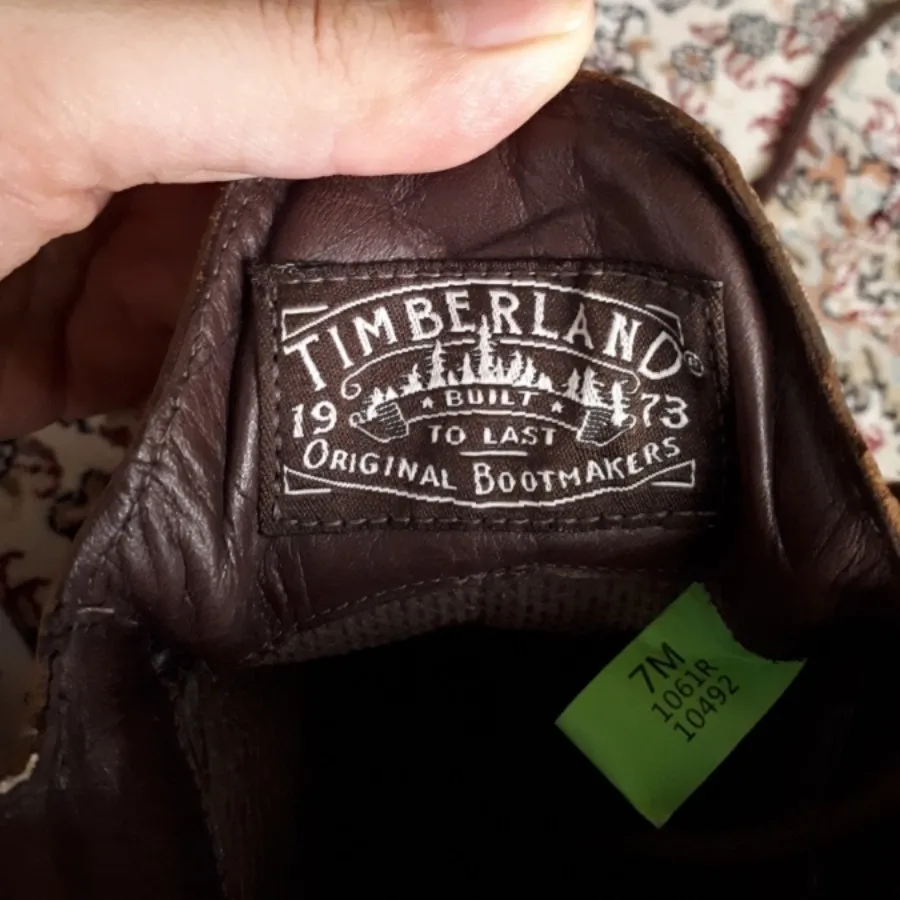 TIMBERLAND®
19 BUILT 73
TO LAST
ORIGINAL BOOTMAKERS
7M
1061R
10492